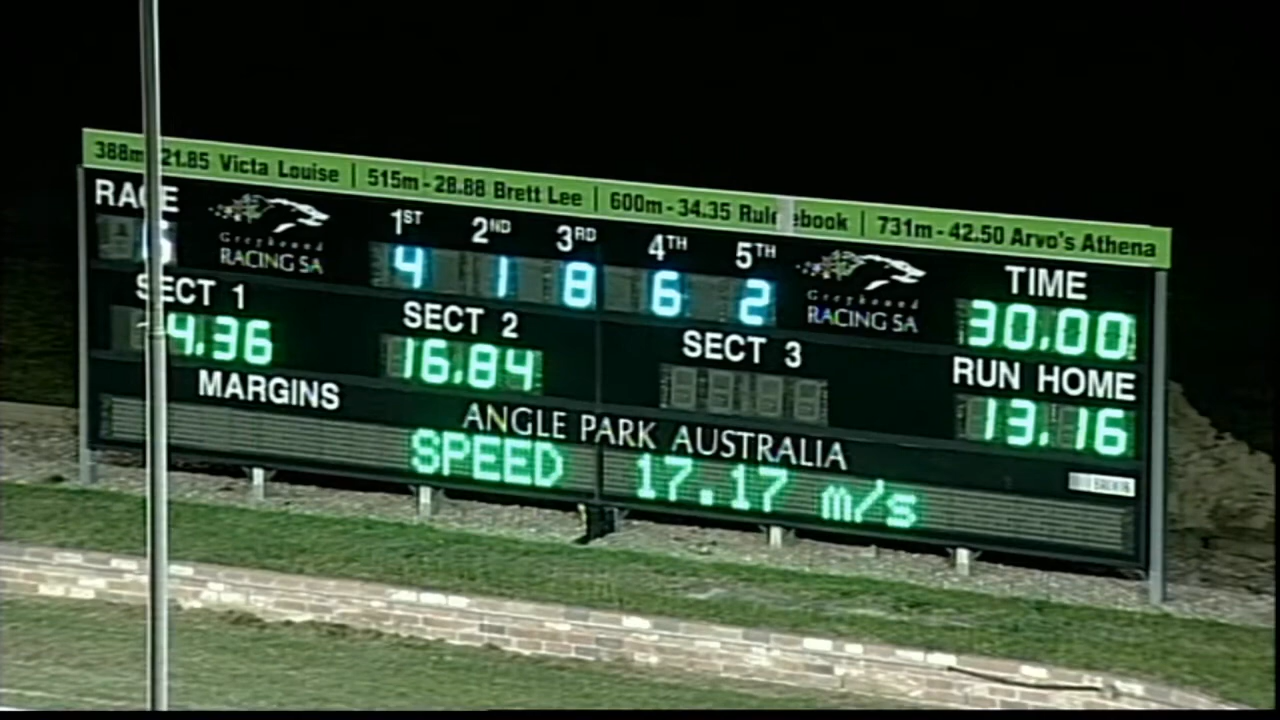 388m 21.85 Victa Louise | 515m - 28.88 Brett Lee | 600m - 34.35 Rulebook | 731m - 42.50 Arvo's Athena
RACE
Greyhound RACING SA
1ST 2ND 3RD 4TH 5TH
Greyhound RACING SA
TIME
4 1 8 6 2
30.00
SECT 1 SECT 2 SECT 3 RUN HOME
4.36 16.84 13.16
MARGINS
ANGLE PARK AUSTRALIA
SPEED 17.17 m/s